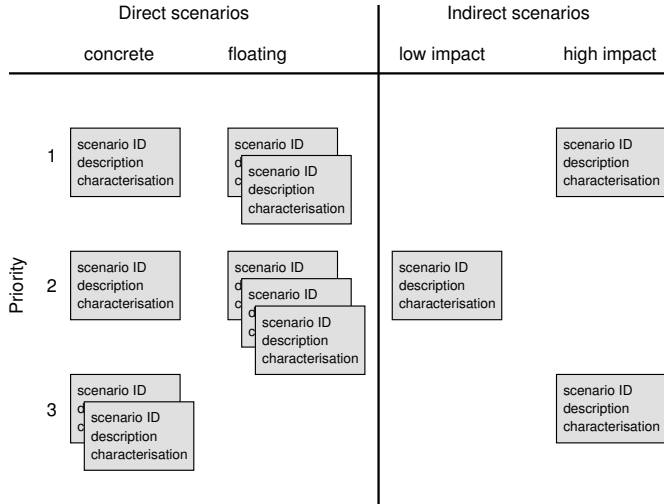 Direct scenarios
Indirect scenarios
concrete
floating
low impact
high impact
Priority
1
scenario ID
description
characterisation
scenario ID
d
c
scenario ID
description
characterisation
scenario ID
description
characterisation
2
scenario ID
description
characterisation
scenario ID
d
c
scenario ID
d
c
scenario ID
description
characterisation
scenario ID
description
characterisation
3
scenario ID
d
c
scenario ID
description
characterisation
scenario ID
description
characterisation